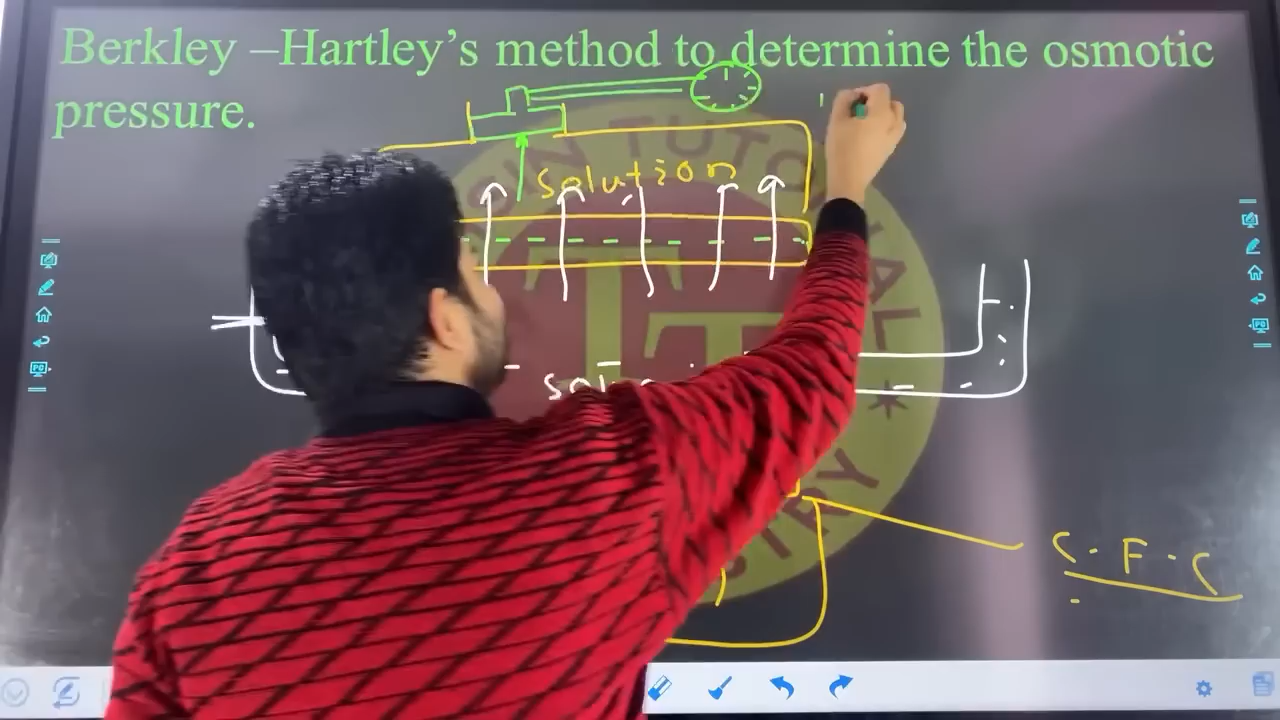 Berkley –Hartley's method to determine the osmotic
pressure.
Solution
C.F.C